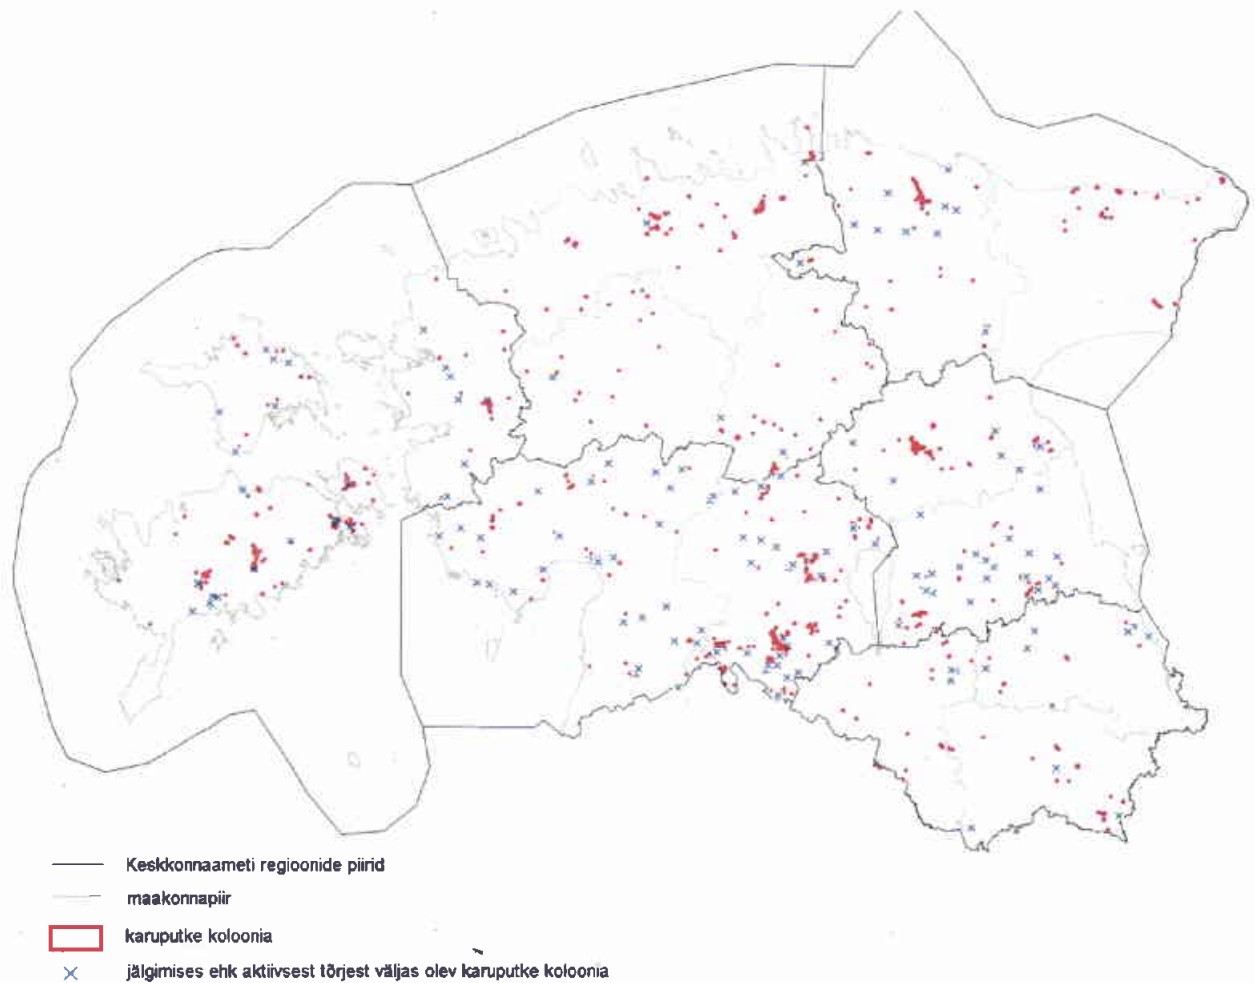 Keskkonnaameti regioonide piirid
maakonnapiir
karuputke koloonia
jälgimises ehk aktiivsest tõrjest väljas olev karuputke koloonia